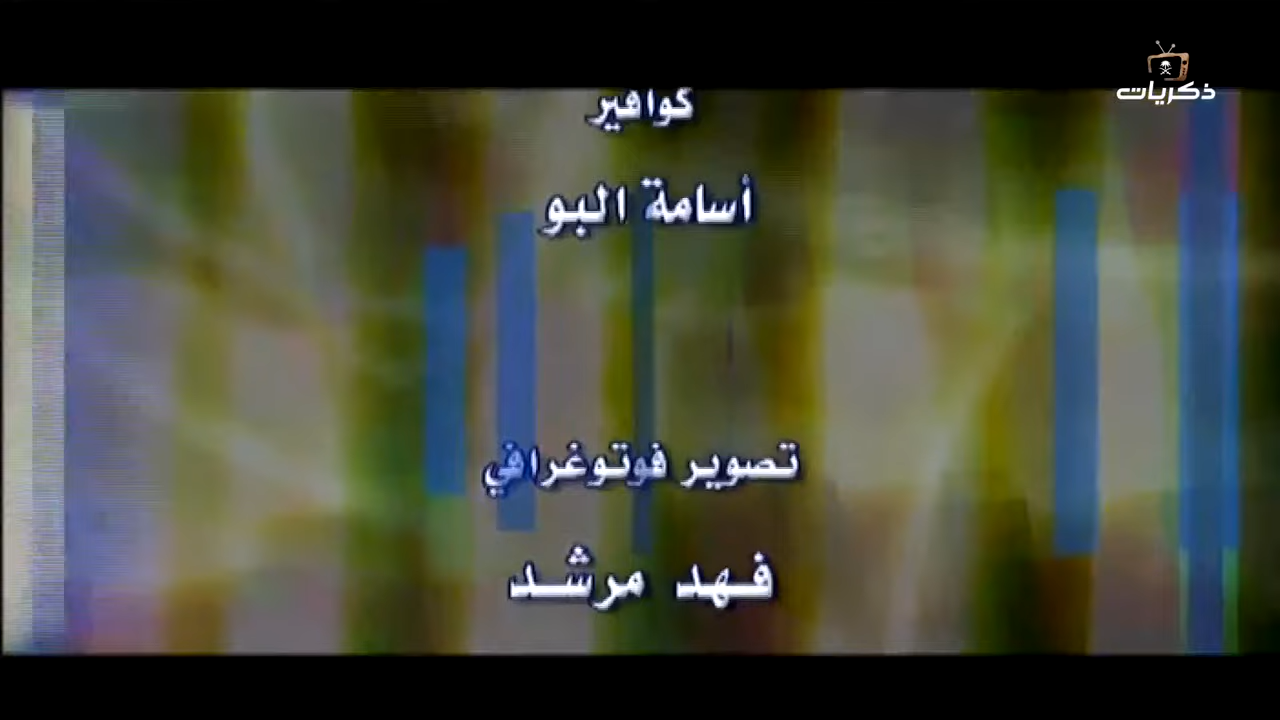 ذكريات
كوافير
أسامة البو
تصوير فوتوغرافي
فهد مرشد